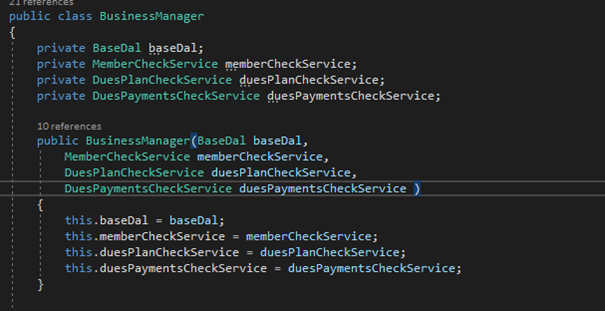 21 references
public class BusinessManager
{
private BaseDal baseDal;
private MemberCheckService memberCheckService;
private DuesPlanCheckService duesPlanCheckService;
private DuesPaymentsCheckService duesPaymentsCheckService;
10 references
public BusinessManager(BaseDal baseDal,
MemberCheckService memberCheckService,
DuesPlanCheckService duesPlanCheckService,
DuesPaymentsCheckService duesPaymentsCheckService )
{
this.baseDal = baseDal;
this.memberCheckService = memberCheckService;
this.duesPlanCheckService = duesPlanCheckService;
this.duesPaymentsCheckService = duesPaymentsCheckService;
}